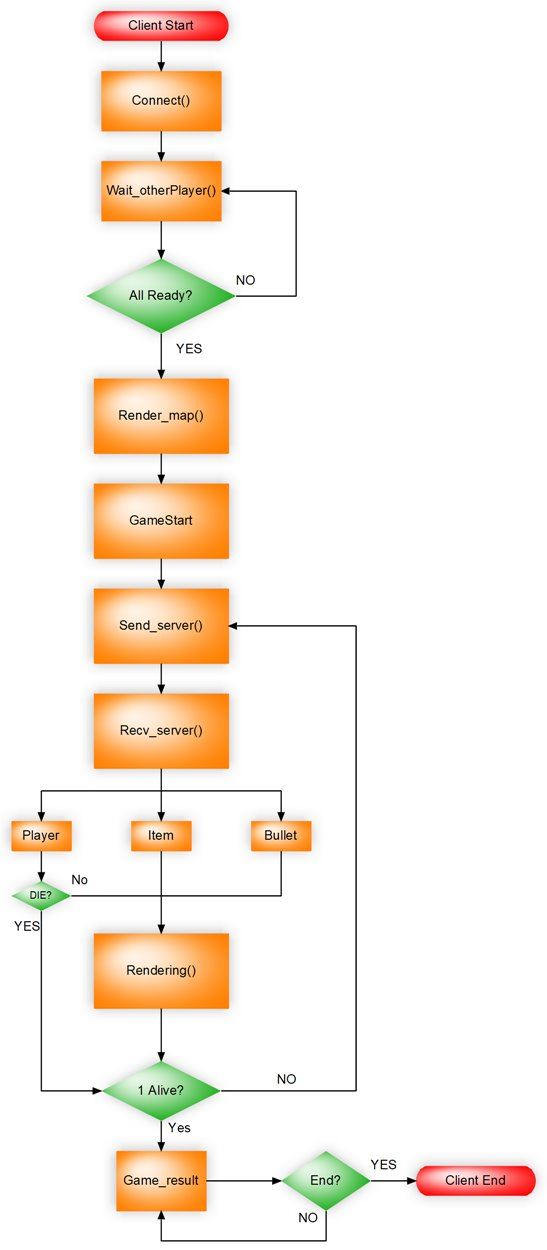 Client Start
Connect()
Wait_otherPlayer()
NO
All Ready?
YES
Render_map()
GameStart
Send_server()
Recv_server()
Player
Item
Bullet
No
DIE?
YES
Rendering()
NO
1 Alive?
Yes
YES
Game_result
End?
Client End
NO